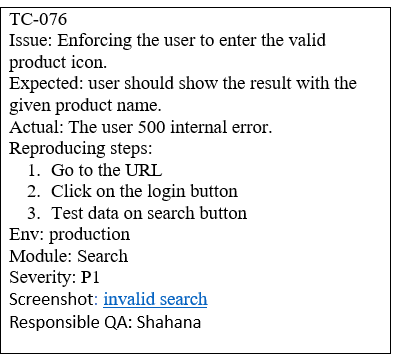 TC-076
Issue: Enforcing the user to enter the valid
product icon.
Expected: user should show the result with the
given product name.
Actual: The user 500 internal error.
Reproducing steps:
1. Go to the URL
2. Click on the login button
3. Test data on search button
Env: production
Module: Search
Severity: P1
Screenshot: invalid search
Responsible QA: Shahana